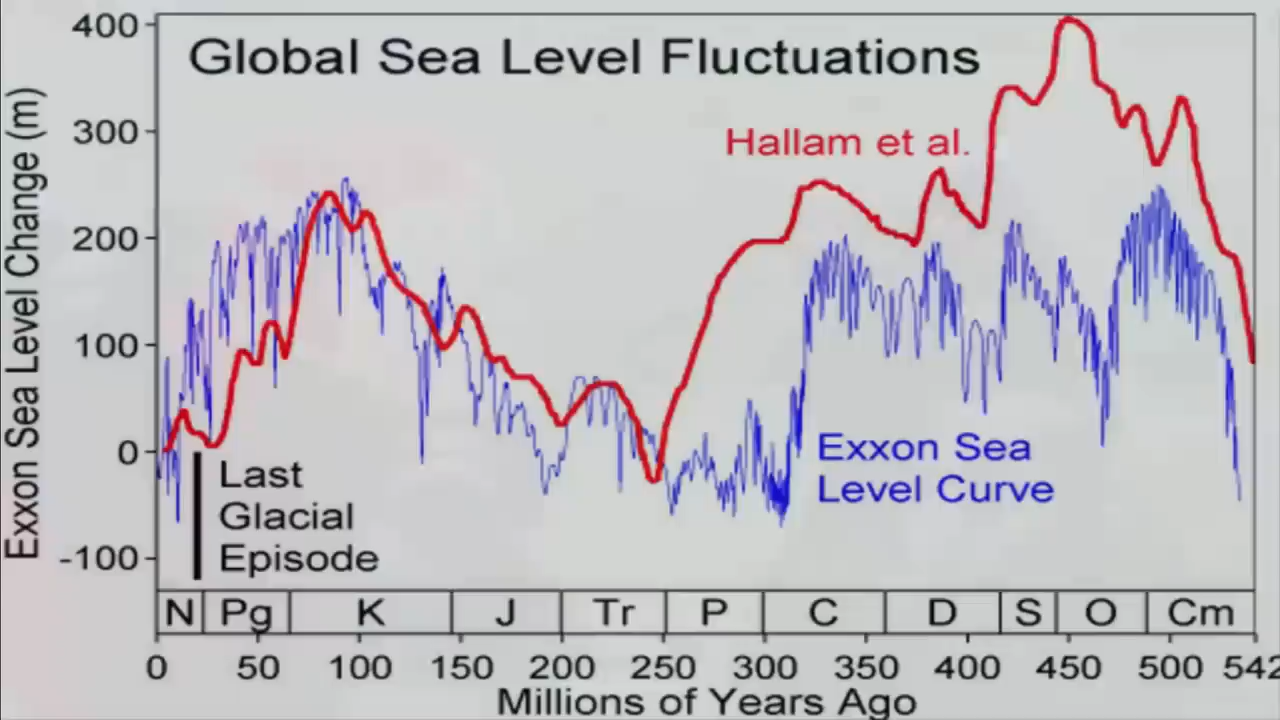 Global Sea Level Fluctuations
Exxon Sea Level Change (m)
400
300
200
100
0
-100
Hallam et al.
Exxon Sea
Level Curve
Last
Glacial
Episode
N Pg K J Tr P C D S O Cm
0 50 100 150 200 250 300 350 400 450 500 542
Millions of Years Ago